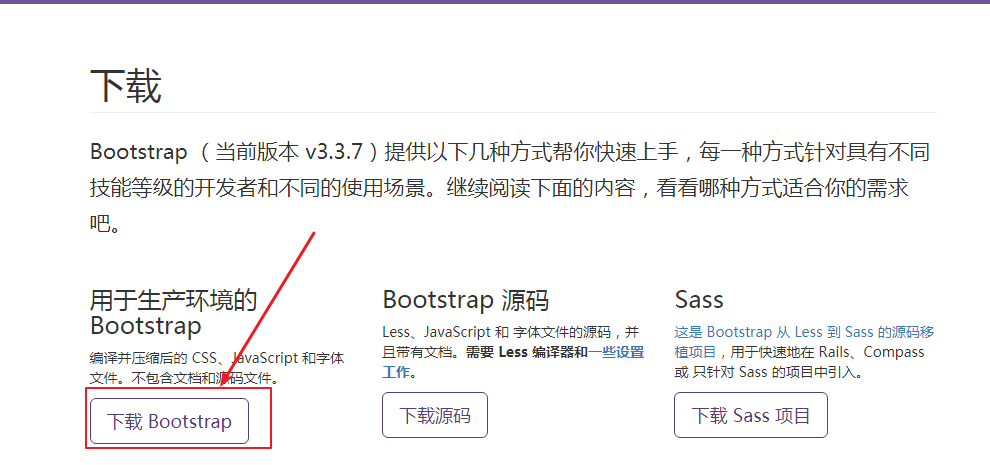 下载
Bootstrap （当前版本 v3.3.7）提供以下几种方式帮你快速上手，每一种方式针对具有不同
技能等级的开发者和不同的使用场景。继续阅读下面的内容，看看哪种方式适合你的需求
吧。
用于生产环境的
Bootstrap
编译并压缩后的 CSS、JavaScript 和字体
文件。不包含文档和源码文件。
下载 Bootstrap
Bootstrap 源码
Less、JavaScript 和 字体文件的源码，并
且带有文档。需要 Less 编译器和一些设置
工作。
下载源码
Sass
这是 Bootstrap 从 Less 到 Sass 的源码移
植项目，用于快速地在 Rails、Compass
或 只针对 Sass 的项目中引入。
下载 Sass 项目